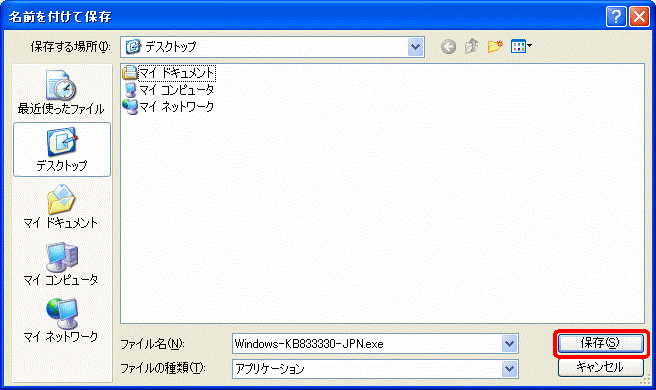 名前を付けて保存
保存する場所(I):
デスクトップ
最近使ったファイル
デスクトップ
マイ ドキュメント
マイ コンピュータ
マイ ネットワーク
マイ ドキュメント
マイ コンピュータ
マイ ネットワーク
ファイル名(N):
Windows-KB833330-JPN.exe
保存(S)
ファイルの種類(T):
アプリケーション
キャンセル